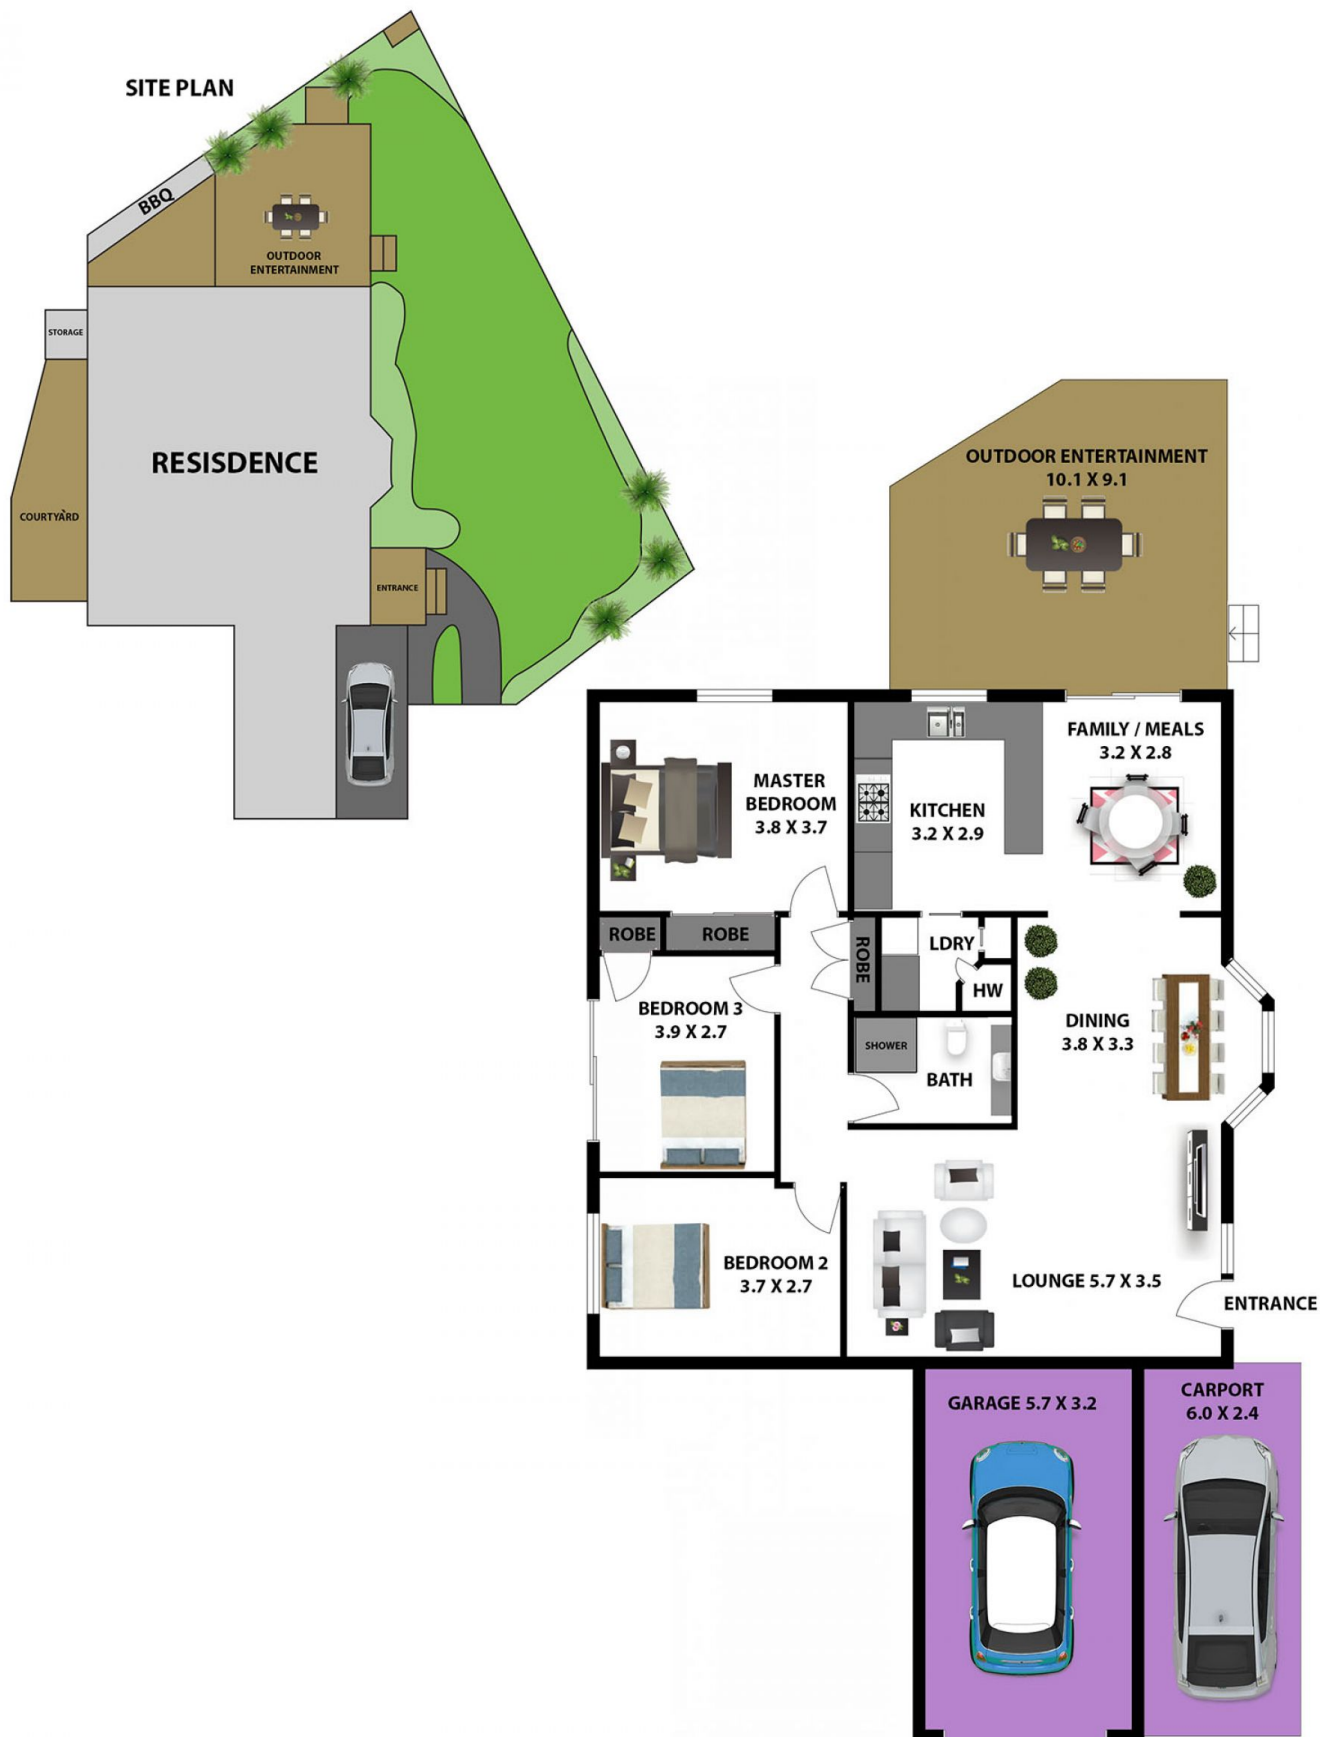 SITE PLAN
BBQ
OUTDOOR
ENTERTAINMENT
STORAGE
RESISDENCE
COURTYARD
ENTRANCE
OUTDOOR ENTERTAINMENT
10.1 X 9.1
FAMILY / MEALS
3.2 X 2.8
MASTER
BEDROOM
3.8 X 3.7
KITCHEN
3.2 X 2.9
ROBE
ROBE
ROBE
LDRY
HW
BEDROOM 3
3.9 X 2.7
DINING
3.8 X 3.3
SHOWER
BATH
BEDROOM 2
3.7 X 2.7
LOUNGE 5.7 X 3.5
ENTRANCE
GARAGE 5.7 X 3.2
CARPORT
6.0 X 2.4